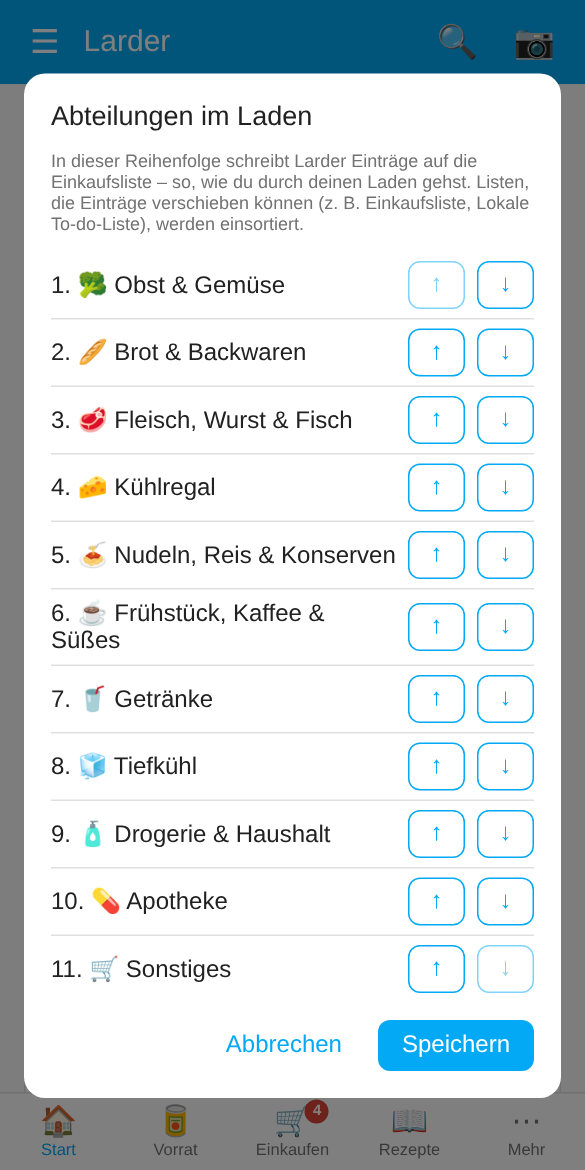 ☰ Larder 🔍 📷
Abteilungen im Laden
In dieser Reihenfolge schreibt Larder Einträge auf die
Einkaufsliste – so, wie du durch deinen Laden gehst. Listen,
die Einträge verschieben können (z. B. Einkaufsliste, Lokale
To-do-Liste), werden einsortiert.
1. 🥦 Obst & Gemüse ↑ ↓
2. 🥖 Brot & Backwaren ↑ ↓
3. 🥩 Fleisch, Wurst & Fisch ↑ ↓
4. 🧀 Kühlregal ↑ ↓
5. 🍝 Nudeln, Reis & Konserven ↑ ↓
6. ☕ Frühstück, Kaffee &
Süßes ↑ ↓
7. 🥤 Getränke ↑ ↓
8. 🧊 Tiefkühl ↑ ↓
9. 🧴 Drogerie & Haushalt ↑ ↓
10. 💊 Apotheke ↑ ↓
11. 🛒 Sonstiges ↑ ↓
Abbrechen Speichern
4
Start Vorrat Einkaufen Rezepte Mehr